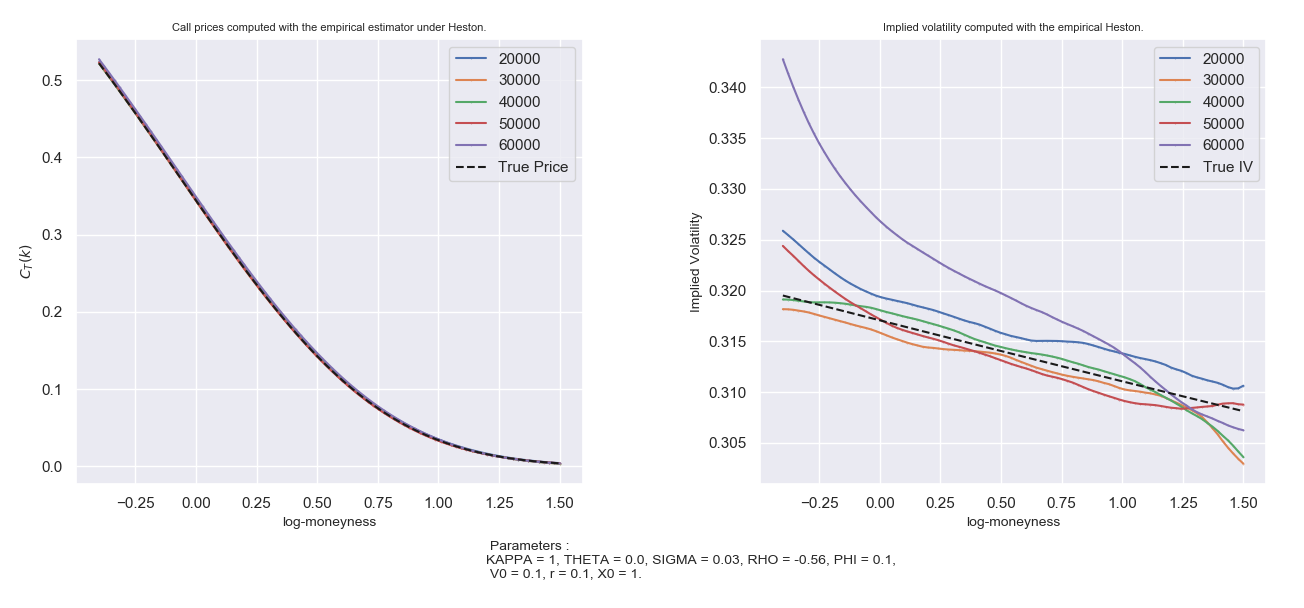 Call prices computed with the empirical estimator under Heston.
0.5
0.4
0.3
0.2
0.1
0.0
C_T(k)
−0.25 0.00 0.25 0.50 0.75 1.00 1.25 1.50
log-moneyness
20000
30000
40000
50000
60000
True Price
Implied volatility computed with the empirical Heston.
0.340
0.335
0.330
0.325
0.320
0.315
0.310
0.305
Implied Volatility
−0.25 0.00 0.25 0.50 0.75 1.00 1.25 1.50
log-moneyness
20000
30000
40000
50000
60000
True IV
Parameters :
KAPPA = 1, THETA = 0.0, SIGMA = 0.03, RHO = -0.56, PHI = 0.1,
V0 = 0.1, r = 0.1, X0 = 1.